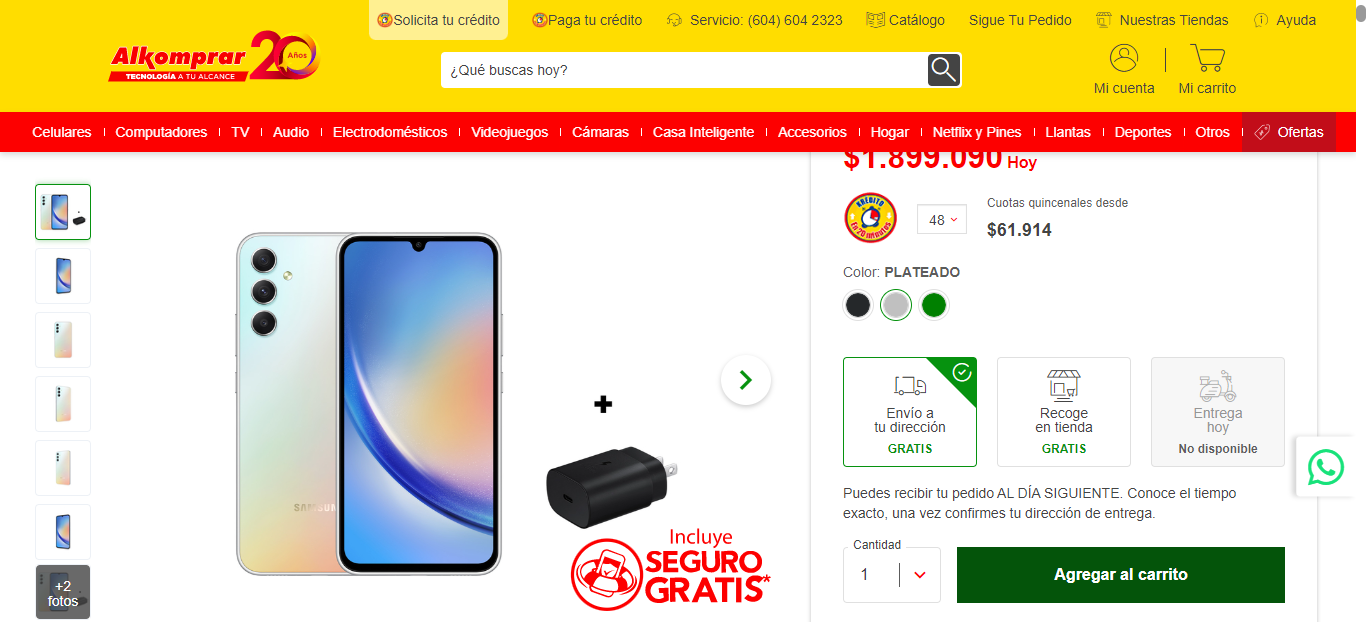 Solicita tu crédito
Paga tu crédito
Servicio: (604) 604 2323
Catálogo
Sigue Tu Pedido
Nuestras Tiendas
Ayuda
Alkomprar 20 Años
TECNOLOGÍA A TU ALCANCE
¿Qué buscas hoy?
Mi cuenta
Mi carrito
Celulares
Computadores
TV
Audio
Electrodomésticos
Videojuegos
Cámaras
Casa Inteligente
Accesorios
Hogar
Netflix y Pines
Llantas
Deportes
Otros
Ofertas
$1.899.090 Hoy
KRÉDITO
En 20 minutos
48
Cuotas quincenales desde
$61.914
Color: PLATEADO
Envío a
tu dirección
GRATIS
Recoge
en tienda
GRATIS
Entrega
hoy
No disponible
Puedes recibir tu pedido AL DÍA SIGUIENTE. Conoce el tiempo
exacto, una vez confirmes tu dirección de entrega.
Cantidad
1
Agregar al carrito
+
Incluye
SEGURO
GRATIS*
+2
fotos